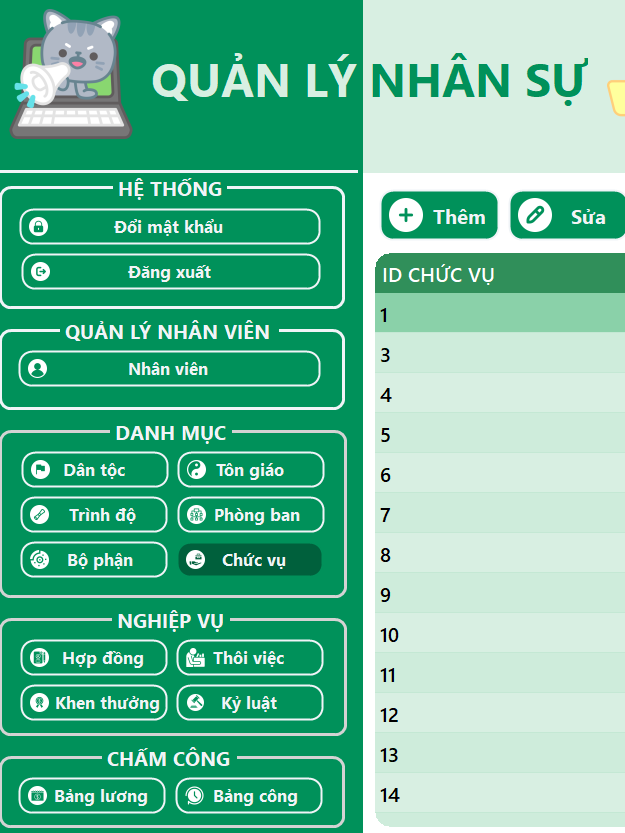 QUẢN LÝ NHÂN SỰ
HỆ THỐNG
Đổi mật khẩu
Đăng xuất
QUẢN LÝ NHÂN VIÊN
Nhân viên
DANH MỤC
Dân tộc
Tôn giáo
Trình độ
Phòng ban
Bộ phận
Chức vụ
NGHIỆP VỤ
Hợp đồng
Thôi việc
Khen thưởng
Kỷ luật
CHẤM CÔNG
Bảng lương
Bảng công
Thêm
Sửa
ID CHỨC VỤ
1
3
4
5
6
7
8
9
10
11
12
13
14